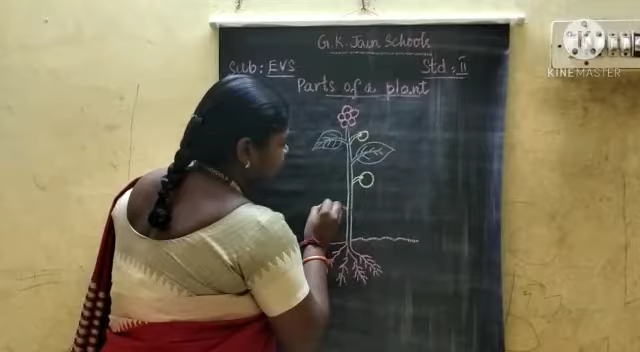 G.K. Jain Schools
Sub: EVS
Std: II
Parts of a plant
KINEMASTER